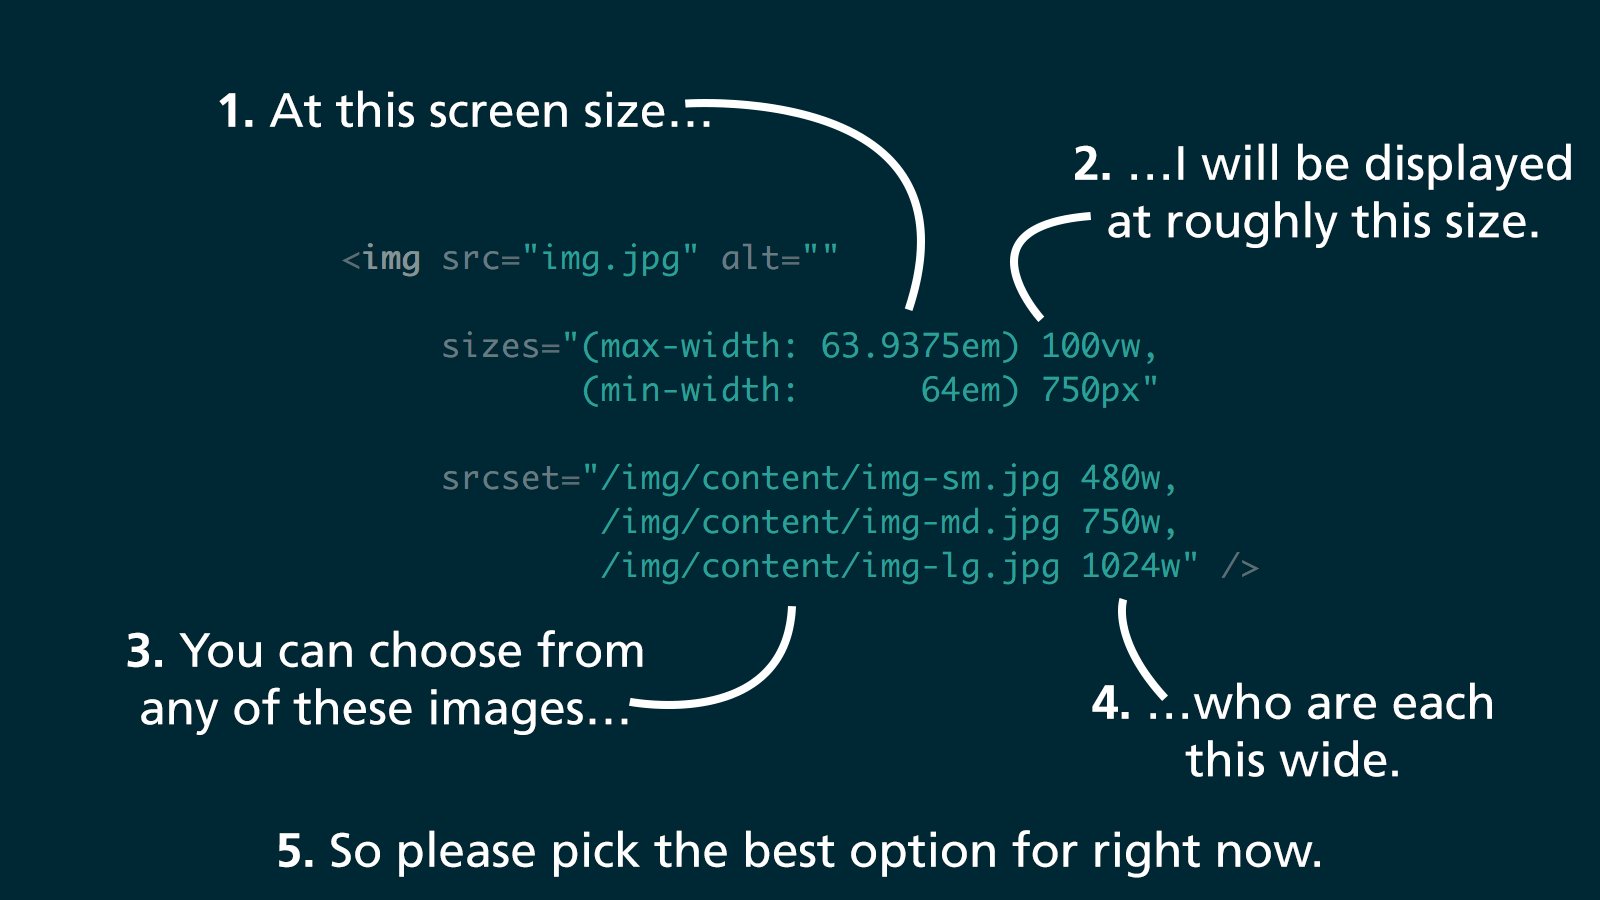 1. At this screen size…
2. …I will be displayed
at roughly this size.
<img src="img.jpg" alt=""
sizes="(max-width: 63.9375em) 100vw,
(min-width:      64em) 750px"
srcset="/img/content/img-sm.jpg 480w,
/img/content/img-md.jpg 750w,
/img/content/img-lg.jpg 1024w" />
3. You can choose from
any of these images…
4. …who are each
this wide.
5. So please pick the best option for right now.